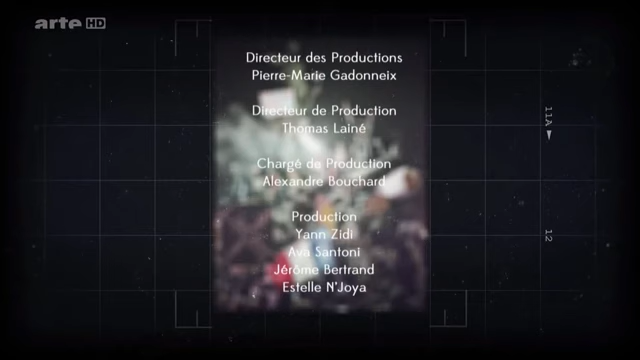 arte HD
Directeur des Productions
Pierre-Marie Gadonneix
Directeur de Production
Thomas Lainé
Chargé de Production
Alexandre Bouchard
Production
Yann Zidi
Ava Santoni
Jérôme Bertrand
Estelle N'Joya
11A
12